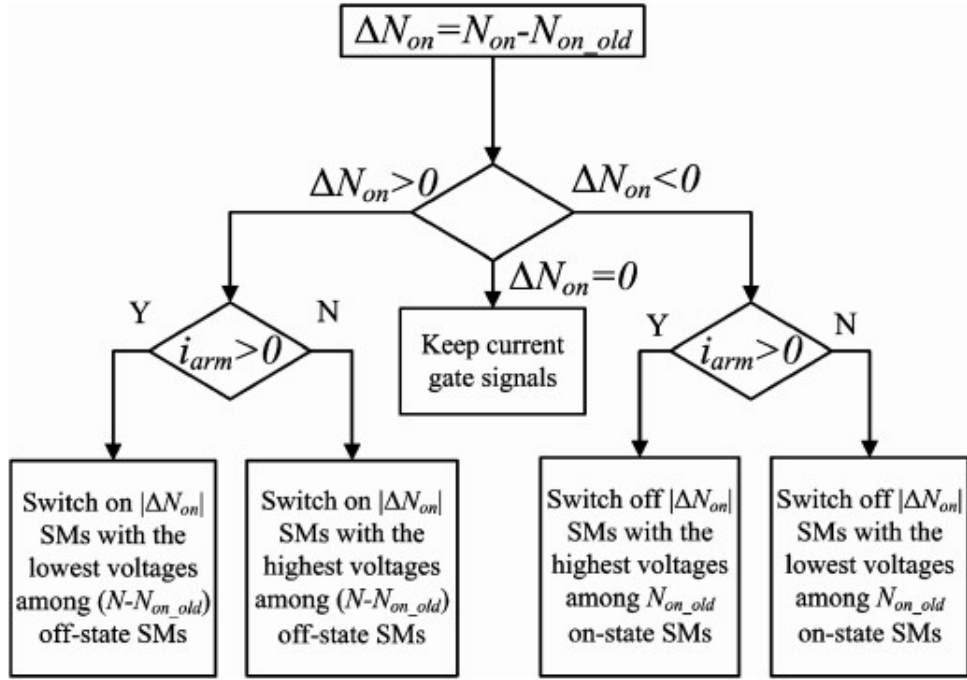 ΔN_on=N_on-N_on_old
ΔN_on>0
ΔN_on<0
ΔN_on=0
Y
i_arm>0
N
Keep current
gate signals
Y
i_arm>0
N
Switch on |ΔN_on|
SMs with the
lowest voltages
among (N-N_on_old)
off-state SMs
Switch on |ΔN_on|
SMs with the
highest voltages
among (N-N_on_old)
off-state SMs
Switch off |ΔN_on|
SMs with the
highest voltages
among N_on_old
on-state SMs
Switch off |ΔN_on|
SMs with the
lowest voltages
among N_on_old
on-state SMs